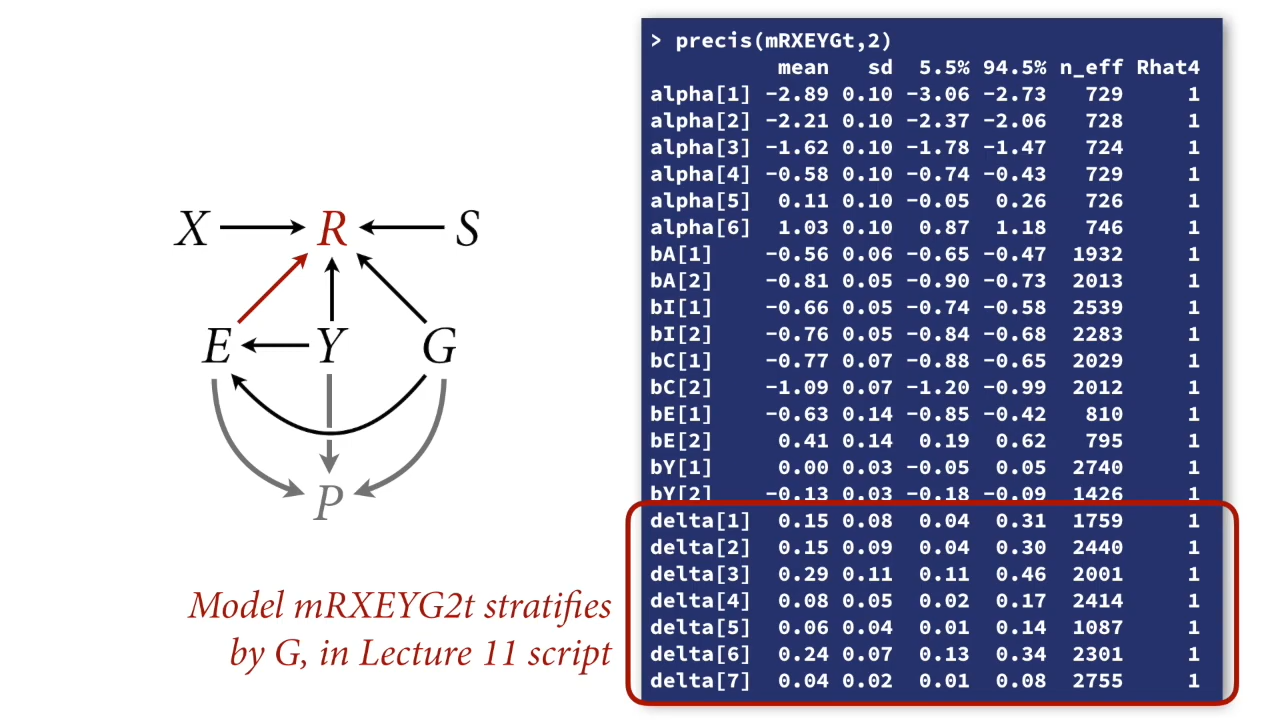 X R S
E Y G
P
Model mRXEYG2t stratifies
by G, in Lecture 11 script
> precis(mRXEYGt,2)
mean sd 5.5% 94.5% n_eff Rhat4
alpha[1] −2.89 0.10 −3.06 −2.73 729 1
alpha[2] −2.21 0.10 −2.37 −2.06 728 1
alpha[3] −1.62 0.10 −1.78 −1.47 724 1
alpha[4] −0.58 0.10 −0.74 −0.43 729 1
alpha[5] 0.11 0.10 −0.05 0.26 726 1
alpha[6] 1.03 0.10 0.87 1.18 746 1
bA[1] −0.56 0.06 −0.65 −0.47 1932 1
bA[2] −0.81 0.05 −0.90 −0.73 2013 1
bI[1] −0.66 0.05 −0.74 −0.58 2539 1
bI[2] −0.76 0.05 −0.84 −0.68 2283 1
bC[1] −0.77 0.07 −0.88 −0.65 2029 1
bC[2] −1.09 0.07 −1.20 −0.99 2012 1
bE[1] −0.63 0.14 −0.85 −0.42 810 1
bE[2] 0.41 0.14 0.19 0.62 795 1
bY[1] 0.00 0.03 −0.05 0.05 2740 1
bY[2] −0.13 0.03 −0.18 −0.09 1426 1
delta[1] 0.15 0.08 0.04 0.31 1759 1
delta[2] 0.15 0.09 0.04 0.30 2440 1
delta[3] 0.29 0.11 0.11 0.46 2001 1
delta[4] 0.08 0.05 0.02 0.17 2414 1
delta[5] 0.06 0.04 0.01 0.14 1087 1
delta[6] 0.24 0.07 0.13 0.34 2301 1
delta[7] 0.04 0.02 0.01 0.08 2755 1